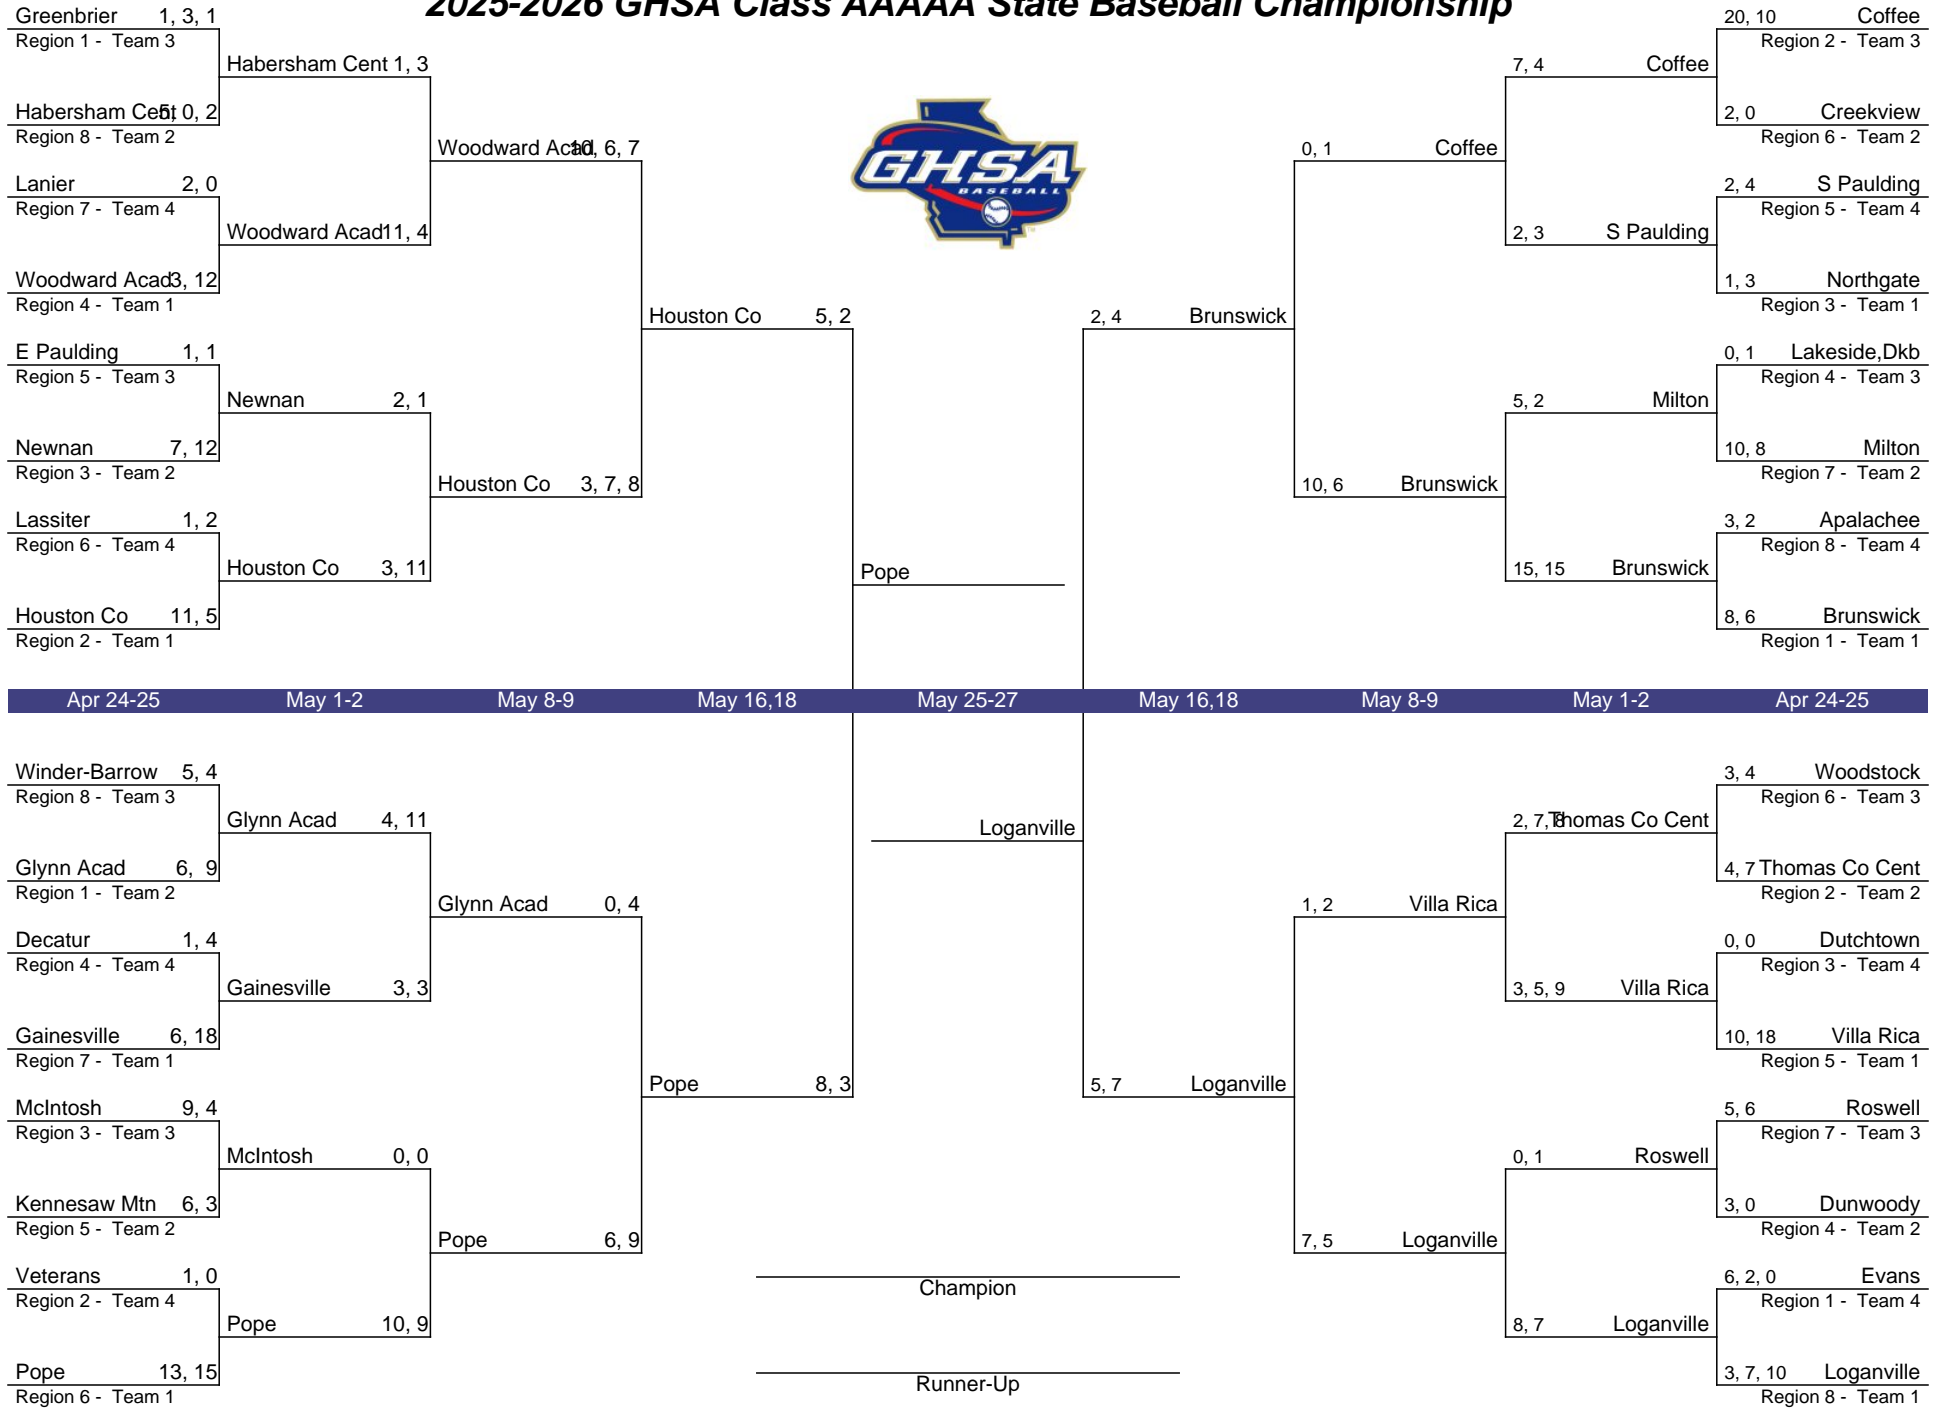 2025-2026 GHSA Class AAAAA State Baseball Championship
Greenbrier 1, 3, 1
Region 1 - Team 3
Habersham Cent 1, 3
Habersham Cent 5, 0, 2
Region 8 - Team 2
Woodward Acad 10, 6, 7
Lanier 2, 0
Region 7 - Team 4
Woodward Acad 11, 4
Woodward Acad 3, 12
Region 4 - Team 1
Houston Co 5, 2
E Paulding 1, 1
Region 5 - Team 3
Newnan 2, 1
Newnan 7, 12
Region 3 - Team 2
Houston Co 3, 7, 8
Lassiter 1, 2
Region 6 - Team 4
Houston Co 3, 11
Houston Co 11, 5
Region 2 - Team 1
Pope
GHSA
BASEBALL
20, 10 Coffee
Region 2 - Team 3
7, 4 Coffee
2, 0 Creekview
Region 6 - Team 2
0, 1 Coffee
2, 4 S Paulding
Region 5 - Team 4
2, 3 S Paulding
1, 3 Northgate
Region 3 - Team 1
2, 4 Brunswick
0, 1 Lakeside,Dkb
Region 4 - Team 3
5, 2 Milton
10, 8 Milton
Region 7 - Team 2
10, 6 Brunswick
3, 2 Apalachee
Region 8 - Team 4
15, 15 Brunswick
8, 6 Brunswick
Region 1 - Team 1
Apr 24-25 May 1-2 May 8-9 May 16,18 May 25-27 May 16,18 May 8-9 May 1-2 Apr 24-25
Winder-Barrow 5, 4
Region 8 - Team 3
Glynn Acad 4, 11
Glynn Acad 6, 9
Region 1 - Team 2
Glynn Acad 0, 4
Decatur 1, 4
Region 4 - Team 4
Gainesville 3, 3
Gainesville 6, 18
Region 7 - Team 1
Pope 8, 3
McIntosh 9, 4
Region 3 - Team 3
McIntosh 0, 0
Kennesaw Mtn 6, 3
Region 5 - Team 2
Pope 6, 9
Veterans 1, 0
Region 2 - Team 4
Pope 10, 9
Pope 13, 15
Region 6 - Team 1
Loganville
Champion
Runner-Up
3, 4 Woodstock
Region 6 - Team 3
2, 7, 8 Thomas Co Cent
4, 7 Thomas Co Cent
Region 2 - Team 2
1, 2 Villa Rica
0, 0 Dutchtown
Region 3 - Team 4
3, 5, 9 Villa Rica
10, 18 Villa Rica
Region 5 - Team 1
5, 7 Loganville
5, 6 Roswell
Region 7 - Team 3
0, 1 Roswell
3, 0 Dunwoody
Region 4 - Team 2
7, 5 Loganville
6, 2, 0 Evans
Region 1 - Team 4
8, 7 Loganville
3, 7, 10 Loganville
Region 8 - Team 1